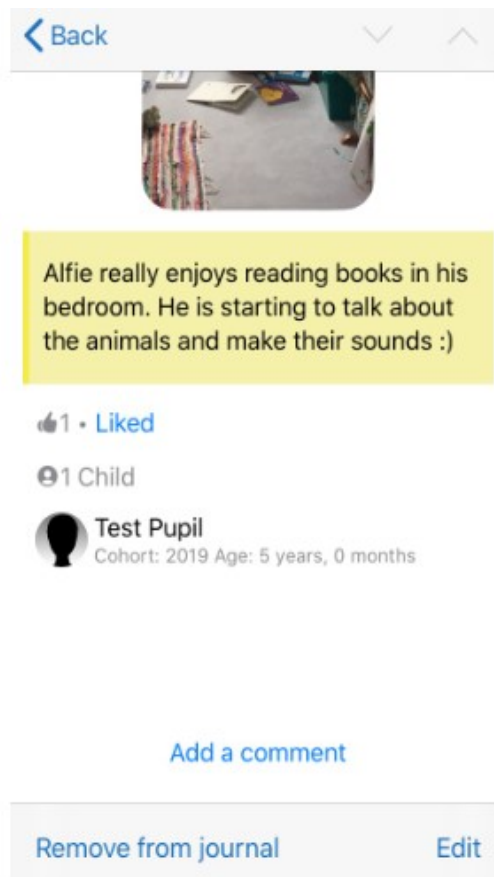 Back
Alfie really enjoys reading books in his
bedroom. He is starting to talk about
the animals and make their sounds :)
1 • Liked
1 Child
Test Pupil
Cohort: 2019 Age: 5 years, 0 months
Add a comment
Remove from journal Edit